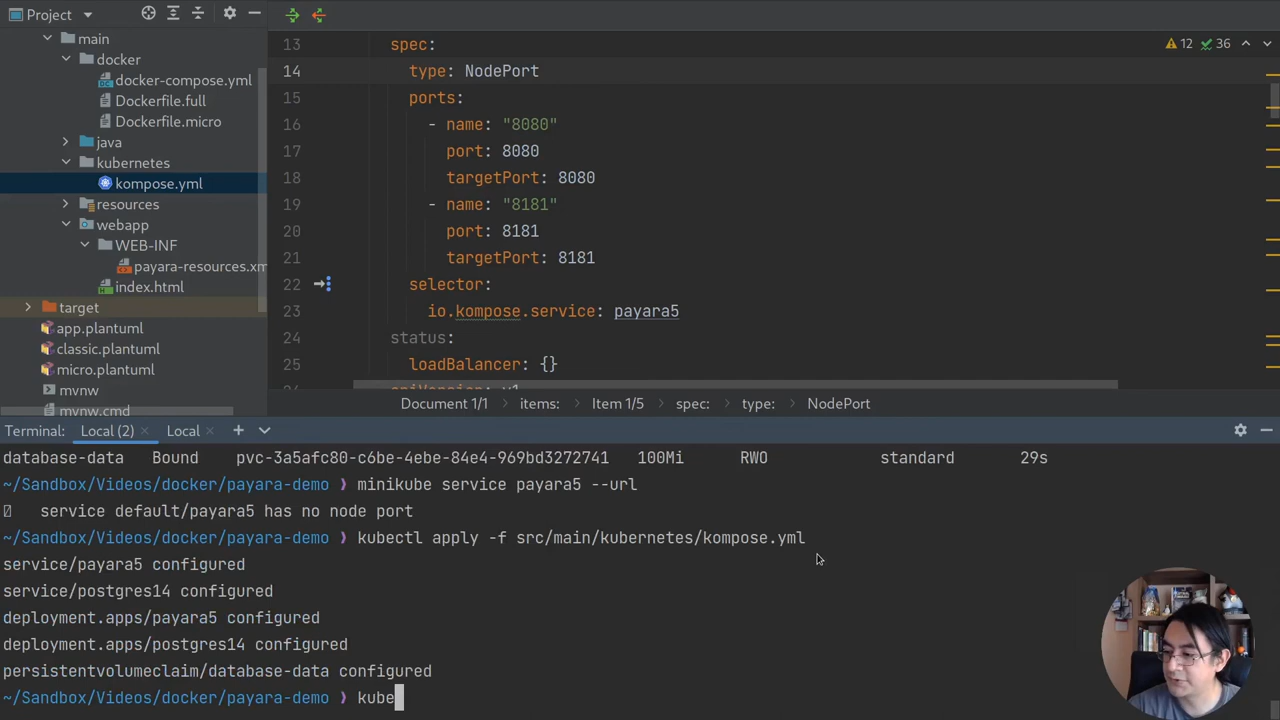 Project
main
docker
docker-compose.yml
Dockerfile.full
Dockerfile.micro
java
kubernetes
kompose.yml
resources
webapp
WEB-INF
payara-resources.xm
index.html
target
app.plantuml
classic.plantuml
micro.plantuml
mvnw
mvnw.cmd
12 36
13 spec:
14 type: NodePort
15 ports:
16 - name: "8080"
17 port: 8080
18 targetPort: 8080
19 - name: "8181"
20 port: 8181
21 targetPort: 8181
22 selector:
23 io.kompose.service: payara5
24 status:
25 loadBalancer: {}
Document 1/1 items: Item 1/5 spec: type: NodePort
Terminal: Local (2) Local
database-data Bound pvc-3a5afc80-c6be-4ebe-84e4-969bd3272741 100Mi RWO standard 29s
~/Sandbox/Videos/docker/payara-demo ❯ minikube service payara5 --url
service default/payara5 has no node port
~/Sandbox/Videos/docker/payara-demo ❯ kubectl apply -f src/main/kubernetes/kompose.yml
service/payara5 configured
service/postgres14 configured
deployment.apps/payara5 configured
deployment.apps/postgres14 configured
persistentvolumeclaim/database-data configured
~/Sandbox/Videos/docker/payara-demo ❯ kube